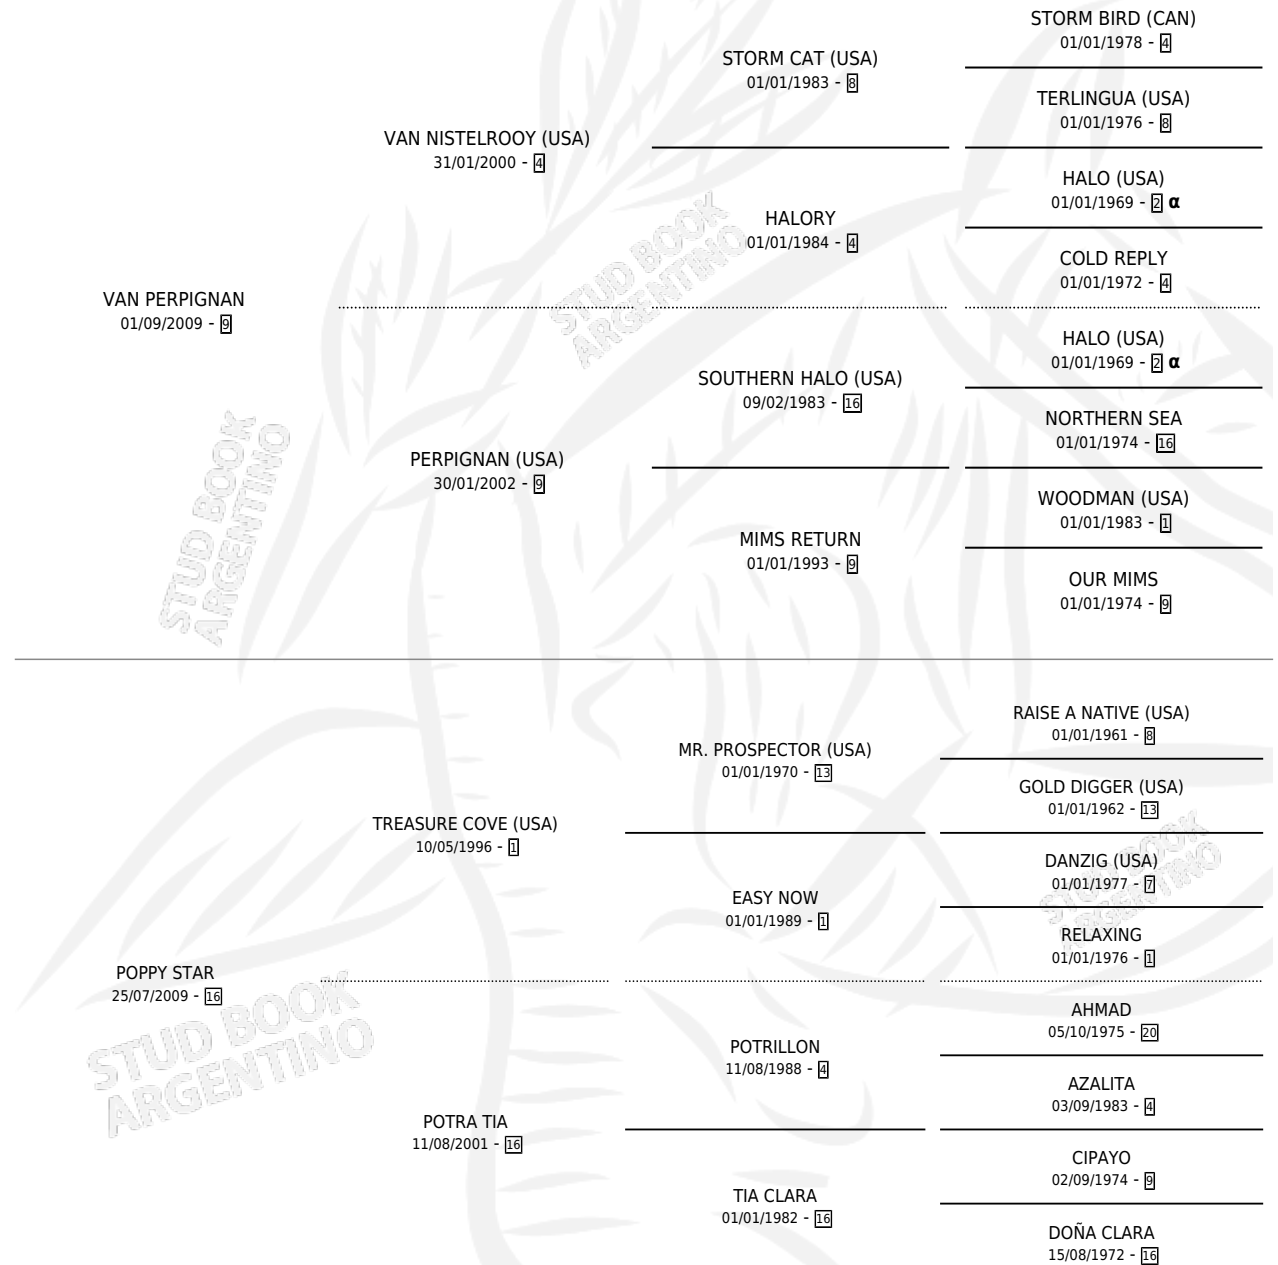 STORM BIRD (CAN)
01/01/1978 - 4
STORM CAT (USA)
01/01/1983 - 8
TERLINGUA (USA)
01/01/1976 - 8
VAN NISTELROOY (USA)
31/01/2000 - 4
HALO (USA)
01/01/1969 - 2 α
HALORY
01/01/1984 - 4
COLD REPLY
01/01/1972 - 4
VAN PERPIGNAN
01/09/2009 - 9
HALO (USA)
01/01/1969 - 2 α
SOUTHERN HALO (USA)
09/02/1983 - 16
NORTHERN SEA
01/01/1974 - 16
PERPIGNAN (USA)
30/01/2002 - 9
WOODMAN (USA)
01/01/1983 - 1
MIMS RETURN
01/01/1993 - 9
OUR MIMS
01/01/1974 - 9
RAISE A NATIVE (USA)
01/01/1961 - 8
MR. PROSPECTOR (USA)
01/01/1970 - 13
GOLD DIGGER (USA)
01/01/1962 - 13
TREASURE COVE (USA)
10/05/1996 - 1
DANZIG (USA)
01/01/1977 - 7
EASY NOW
01/01/1989 - 1
RELAXING
01/01/1976 - 1
POPPY STAR
25/07/2009 - 16
AHMAD
05/10/1975 - 20
POTRILLON
11/08/1988 - 4
AZALITA
03/09/1983 - 4
POTRA TIA
11/08/2001 - 16
CIPAYO
02/09/1974 - 9
TIA CLARA
01/01/1982 - 16
DOÑA CLARA
15/08/1972 - 16
STUD BOOK
ARGENTINO
STUD BOOK
ARGENTINO
STUD BOOK
ARGENTINO
STUD BOOK
ARGENTINO